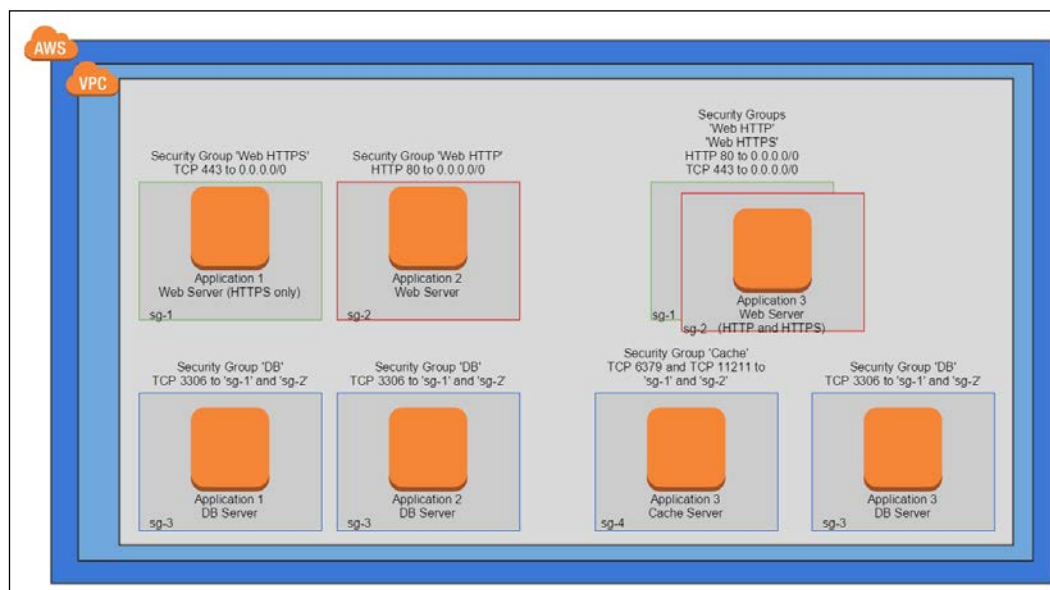 AWS
VPC
Security Group 'Web HTTPS'
TCP 443 to 0.0.0.0/0
Application 1
Web Server (HTTPS only)
sg-1
Security Group 'Web HTTP'
HTTP 80 to 0.0.0.0/0
Application 2
Web Server
sg-2
Security Groups
'Web HTTP'
'Web HTTPS'
HTTP 80 to 0.0.0.0/0
TCP 443 to 0.0.0.0/0
Application 3
Web Server
(HTTP and HTTPS)
sg-1
sg-2
Security Group 'DB'
TCP 3306 to 'sg-1' and 'sg-2'
Application 1
DB Server
sg-3
Security Group 'DB'
TCP 3306 to 'sg-1' and 'sg-2'
Application 2
DB Server
sg-3
Security Group 'Cache'
TCP 6379 and TCP 11211 to
'sg-1' and 'sg-2'
Application 3
Cache Server
sg-4
Security Group 'DB'
TCP 3306 to 'sg-1' and 'sg-2'
Application 3
DB Server
sg-3